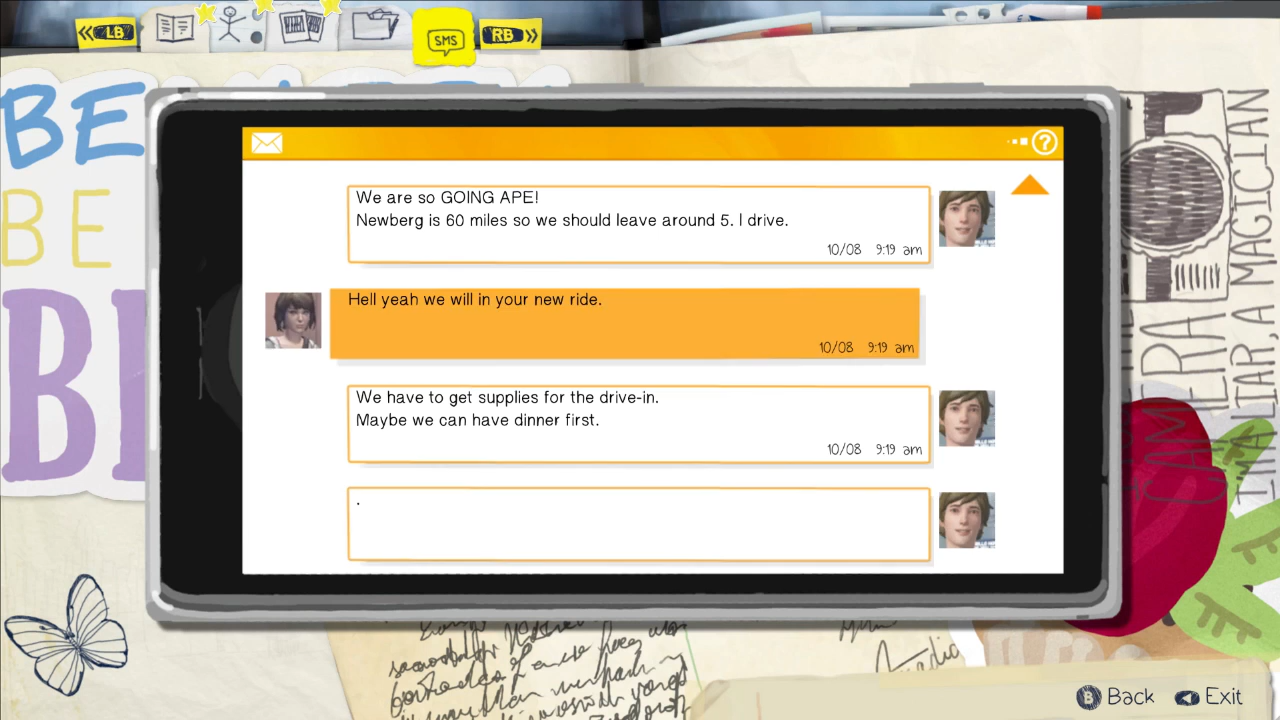 LB
SMS
RB
BE
BE
We are so GOING APE!
Newberg is 60 miles so we should leave around 5. I drive.
10/08 9:19 am
Hell yeah we will in your new ride.
10/08 9:19 am
We have to get supplies for the drive-in.
Maybe we can have dinner first.
10/08 9:19 am
.
CAMERA
LIAR, A MAGICIAN
B Back
Exit